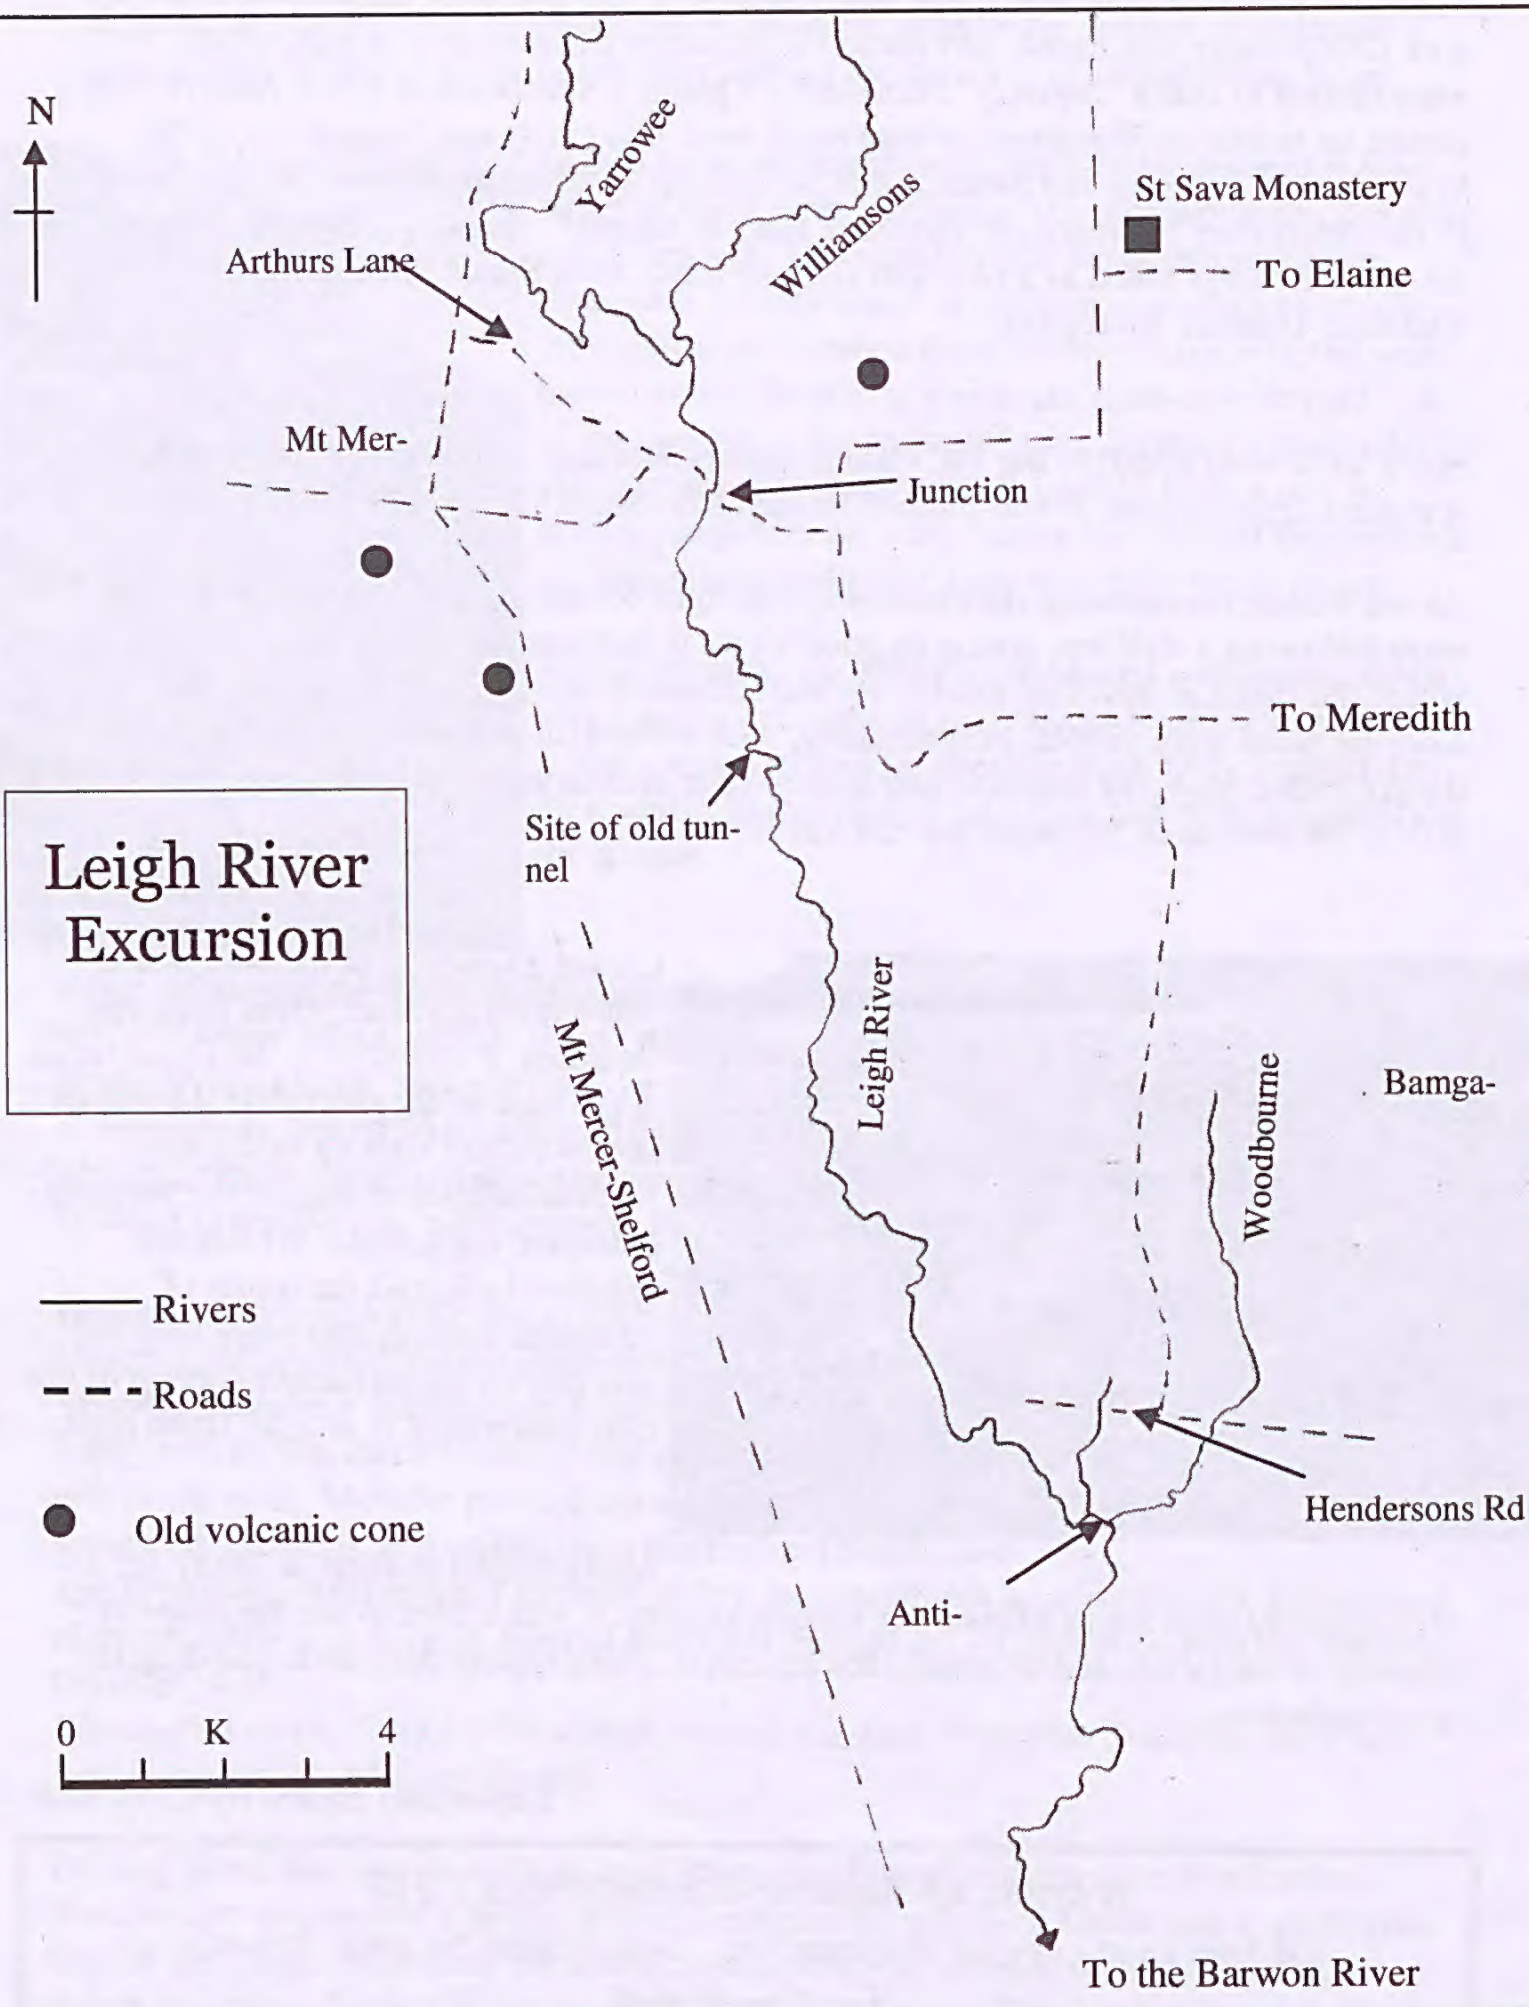 N
Yarrowee
Williamsons
St Sava Monastery
To Elaine
Arthurs Lane
Mt Mer-
Junction
To Meredith
Site of old tun-
nel
Leigh River
Excursion
Mt Mercer-Shelford
Leigh River
Woodbourne
Bamga-
Rivers
Roads
Hendersons Rd
Old volcanic cone
Anti-
0 K 4
To the Barwon River